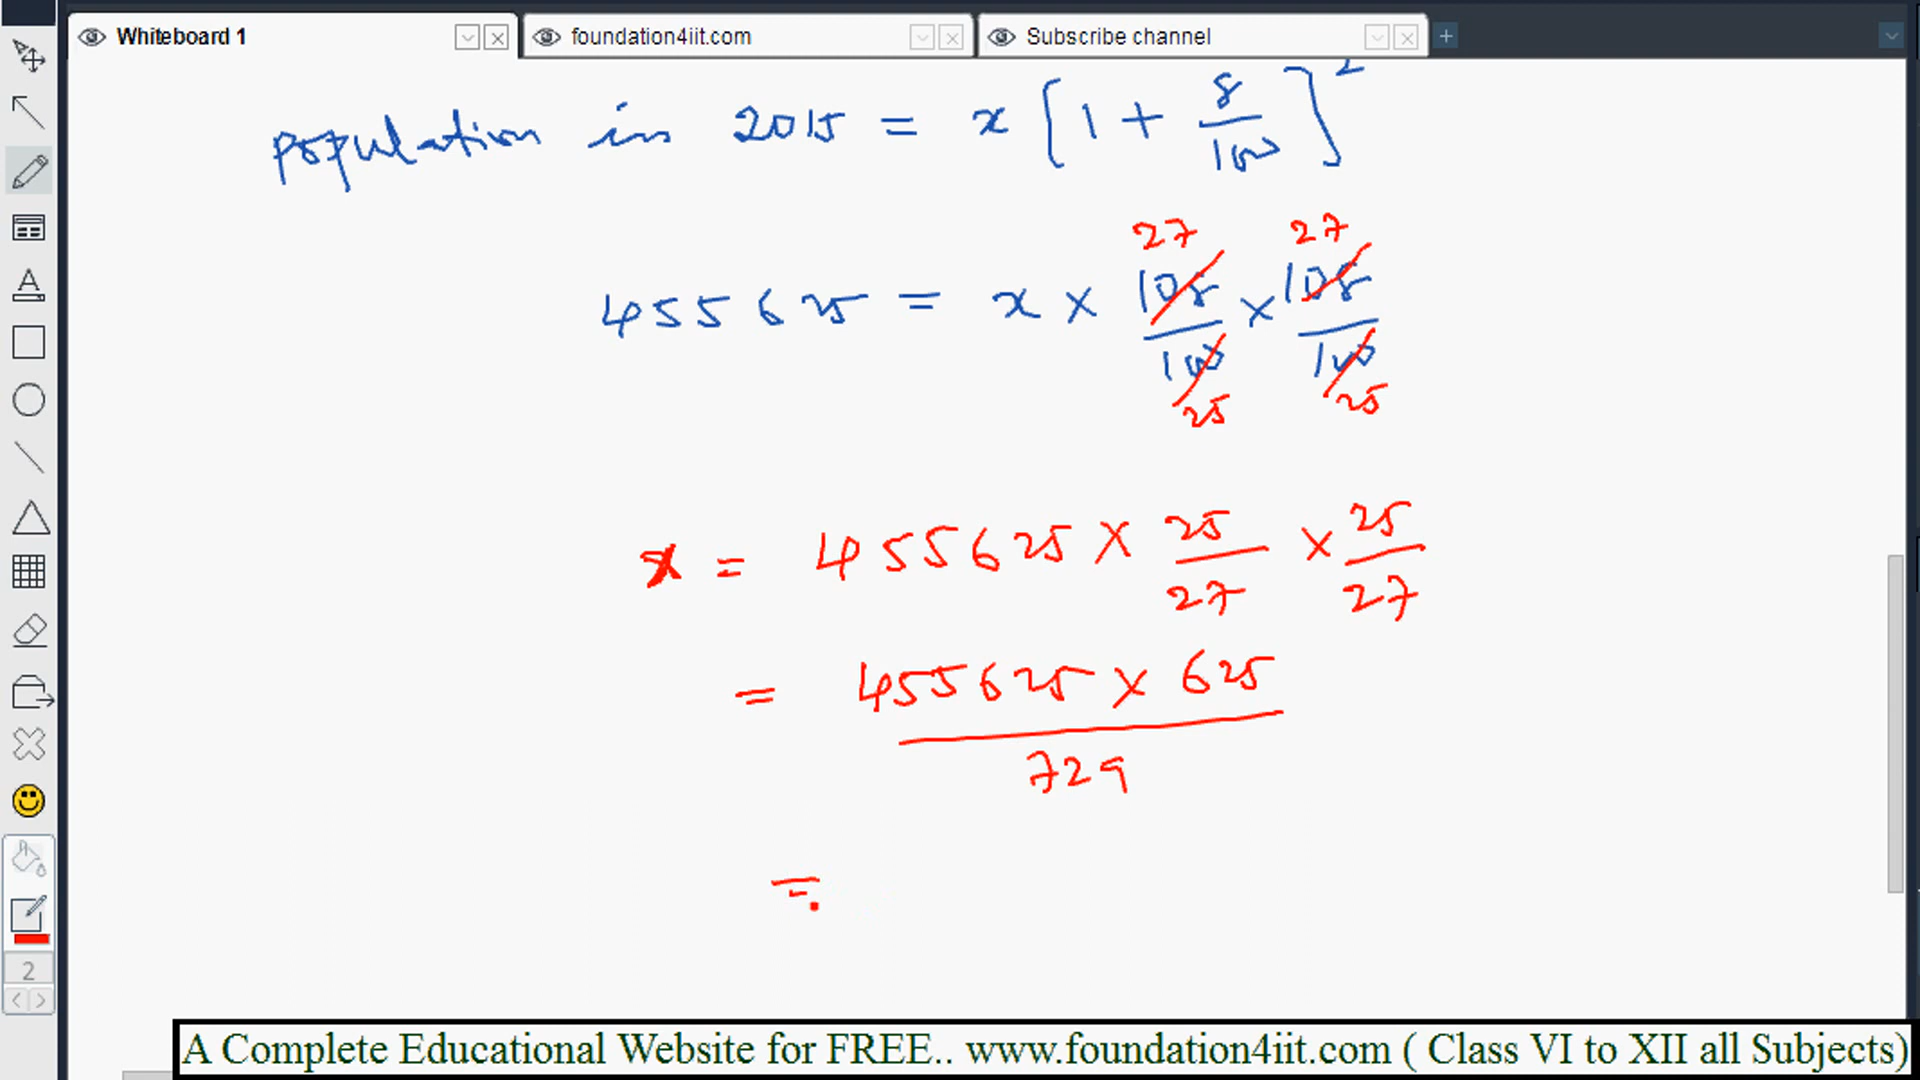 Whiteboard 1 foundation4iit.com Subscribe channel
population in 2015 = x [ 1 + 8/100 ]²
27 27
455625 = x × 108/100 × 108/100
25 25
x = 455625 × 25/27 × 25/27
= 455625 × 625
729
=
2
A Complete Educational Website for FREE.. www.foundation4iit.com ( Class VI to XII all Subjects)